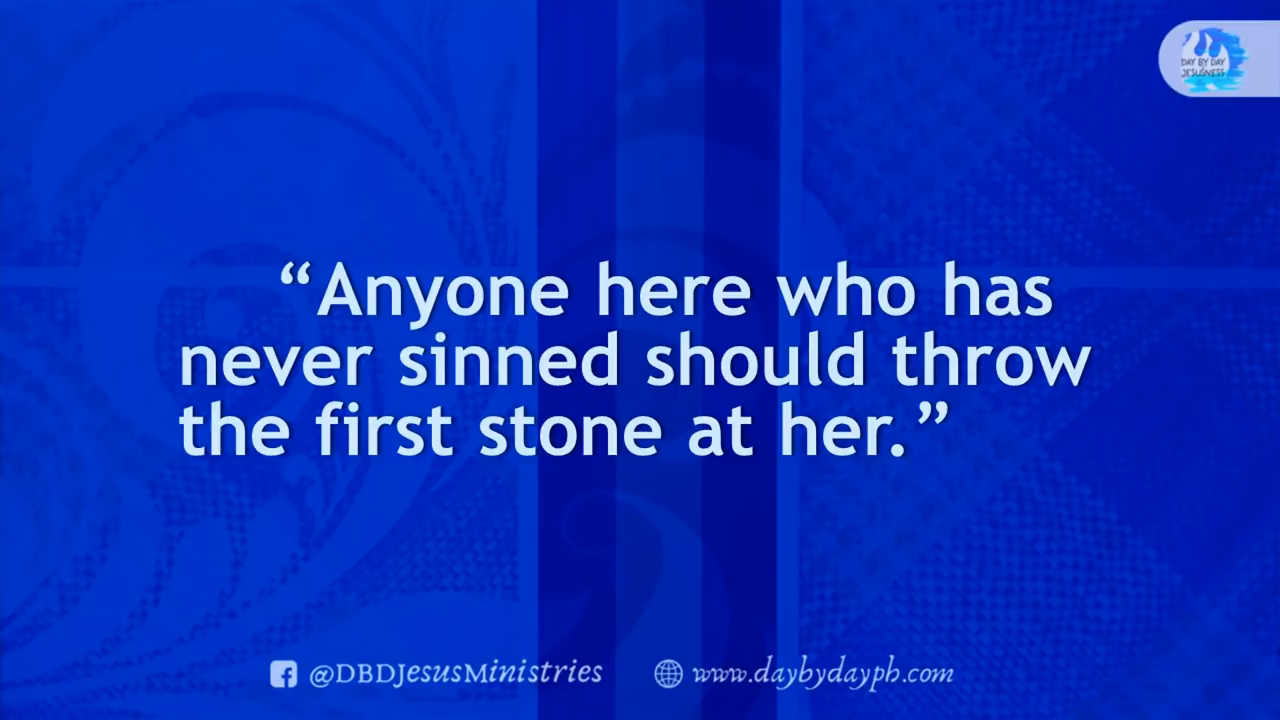 DAY BY DAY
JESUSNESS
“Anyone here who has
never sinned should throw
the first stone at her.”
@DBDJesusMinistries
www.daybydayph.com